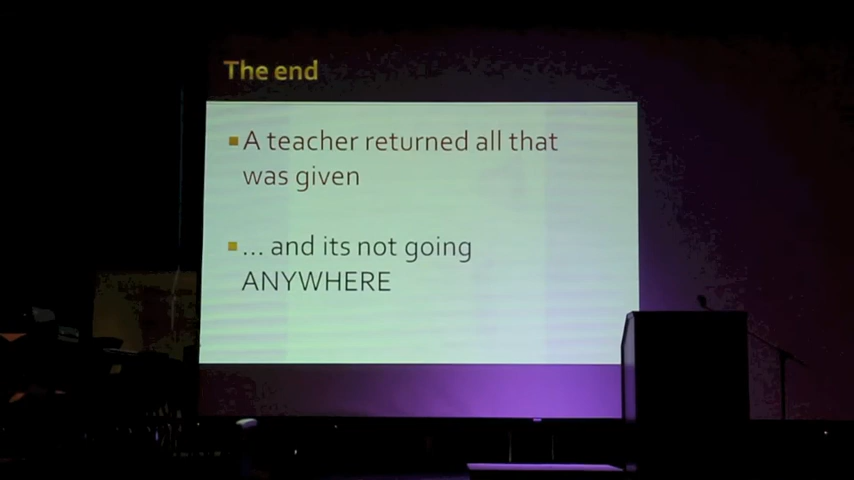 The end
A teacher returned all that
was given
... and its not going
ANYWHERE